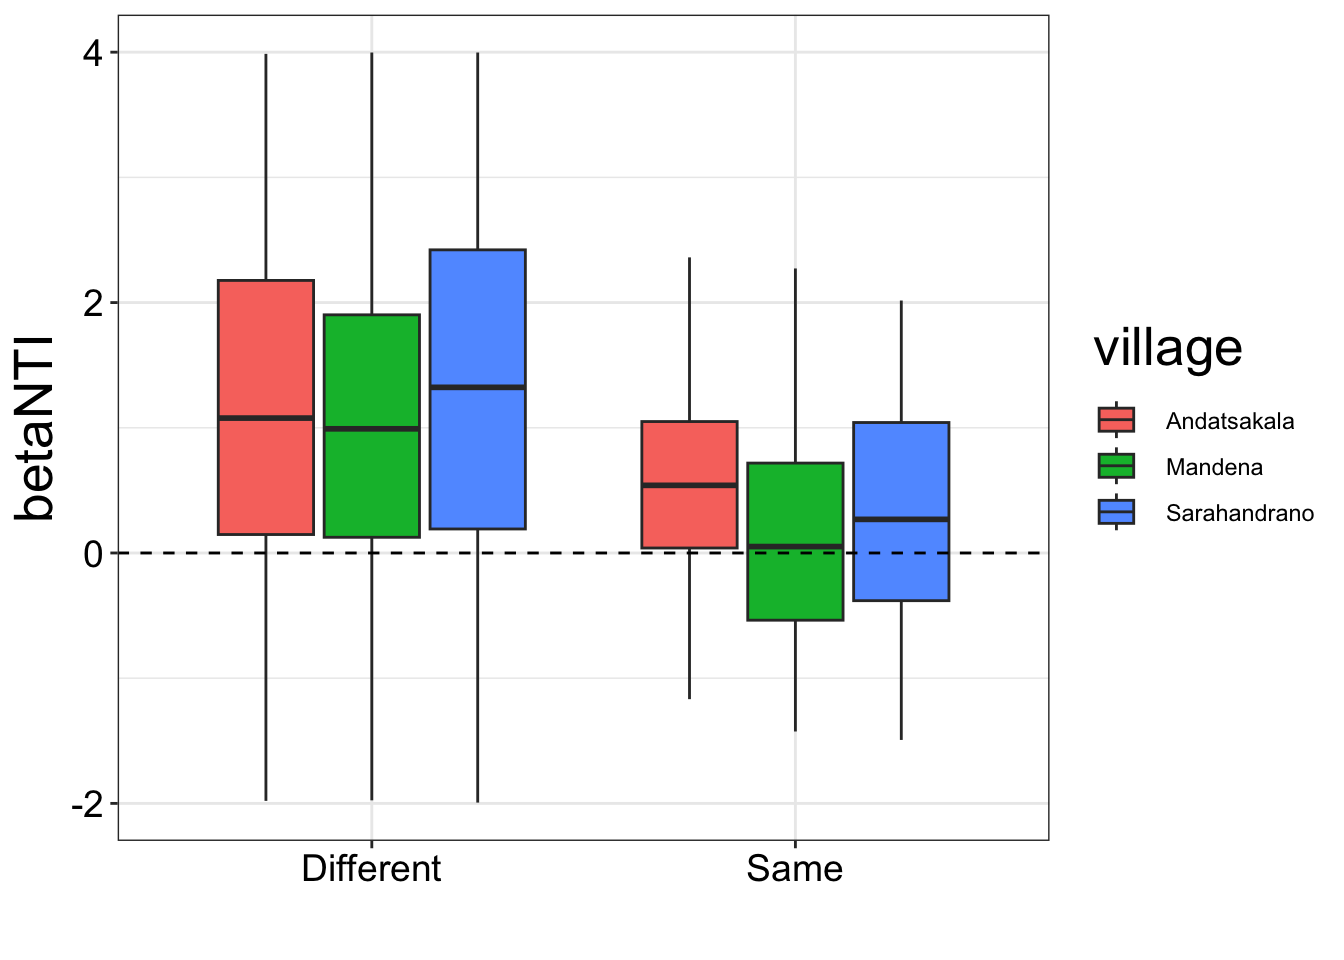 4
2
0
-2
betaNTI
Different
Same
village
Andatsakala
Mandena
Sarahandrano